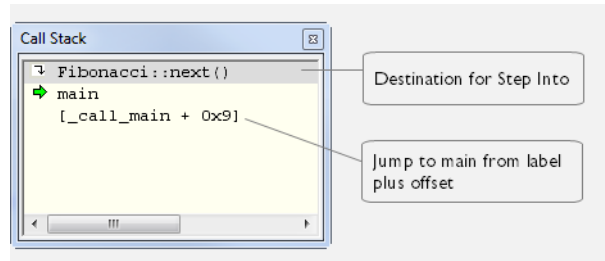 Call Stack
Fibonacci::next()
main
[_call_main + 0x9]
Destination for Step Into
Jump to main from label
plus offset